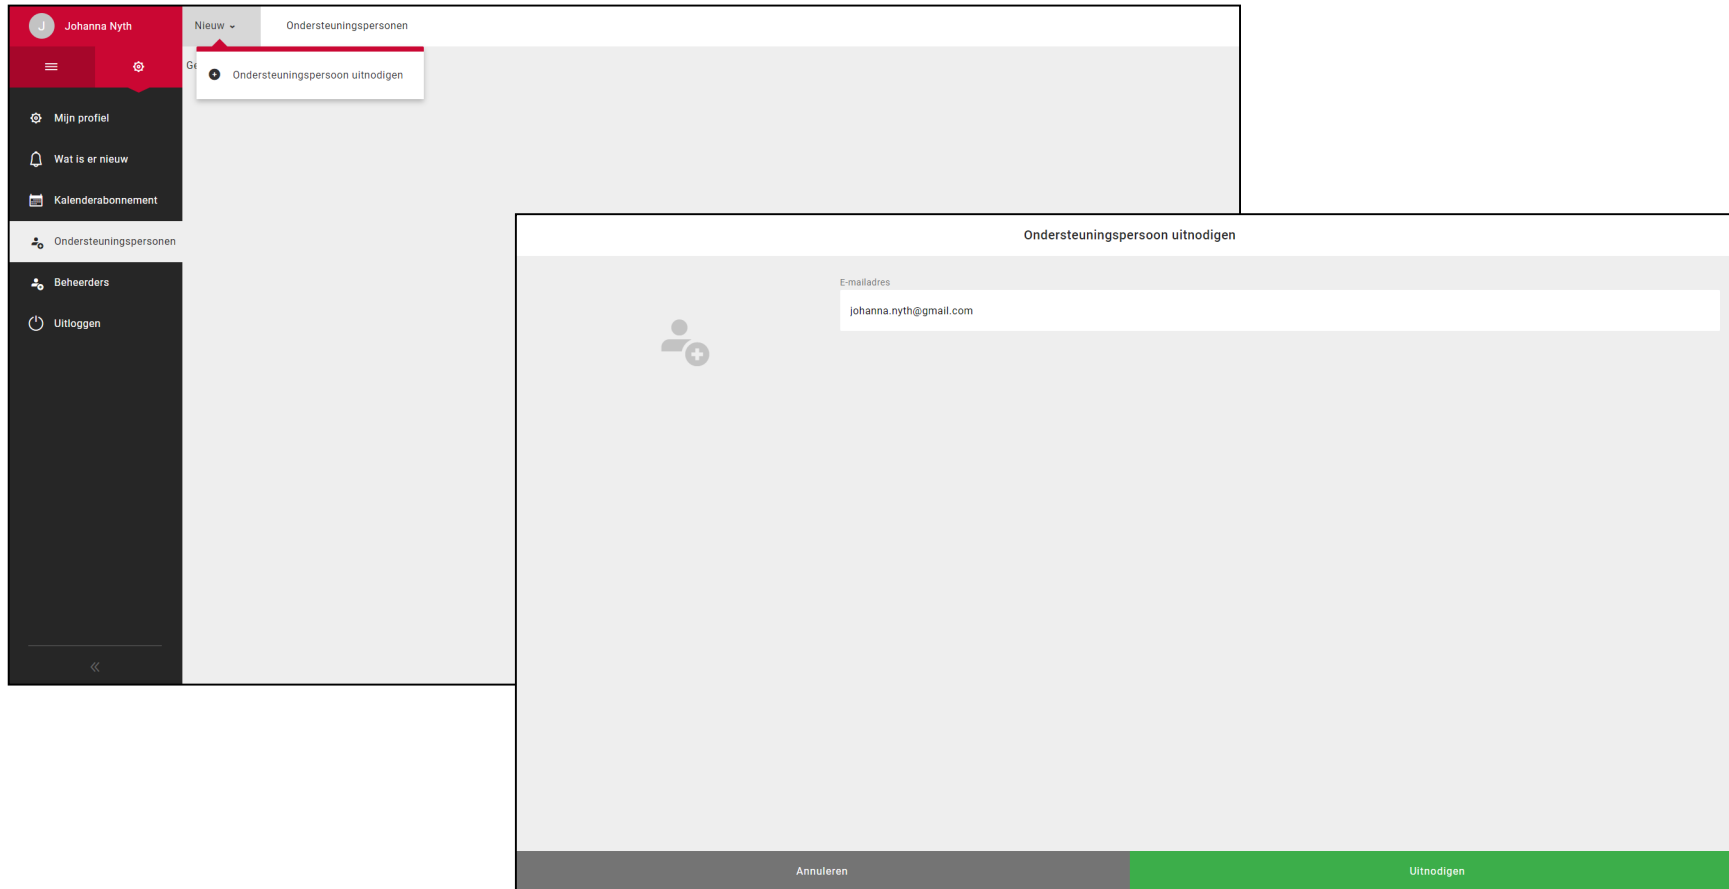 J Johanna Nyth
Nieuw
Ondersteuningspersonen
Ondersteuningspersoon uitnodigen
Mijn profiel
Wat is er nieuw
Kalenderabonnement
Ondersteuningspersonen
Beheerders
Uitloggen
Ondersteuningspersoon uitnodigen
E-mailadres
johanna.nyth@gmail.com
Annuleren
Uitnodigen